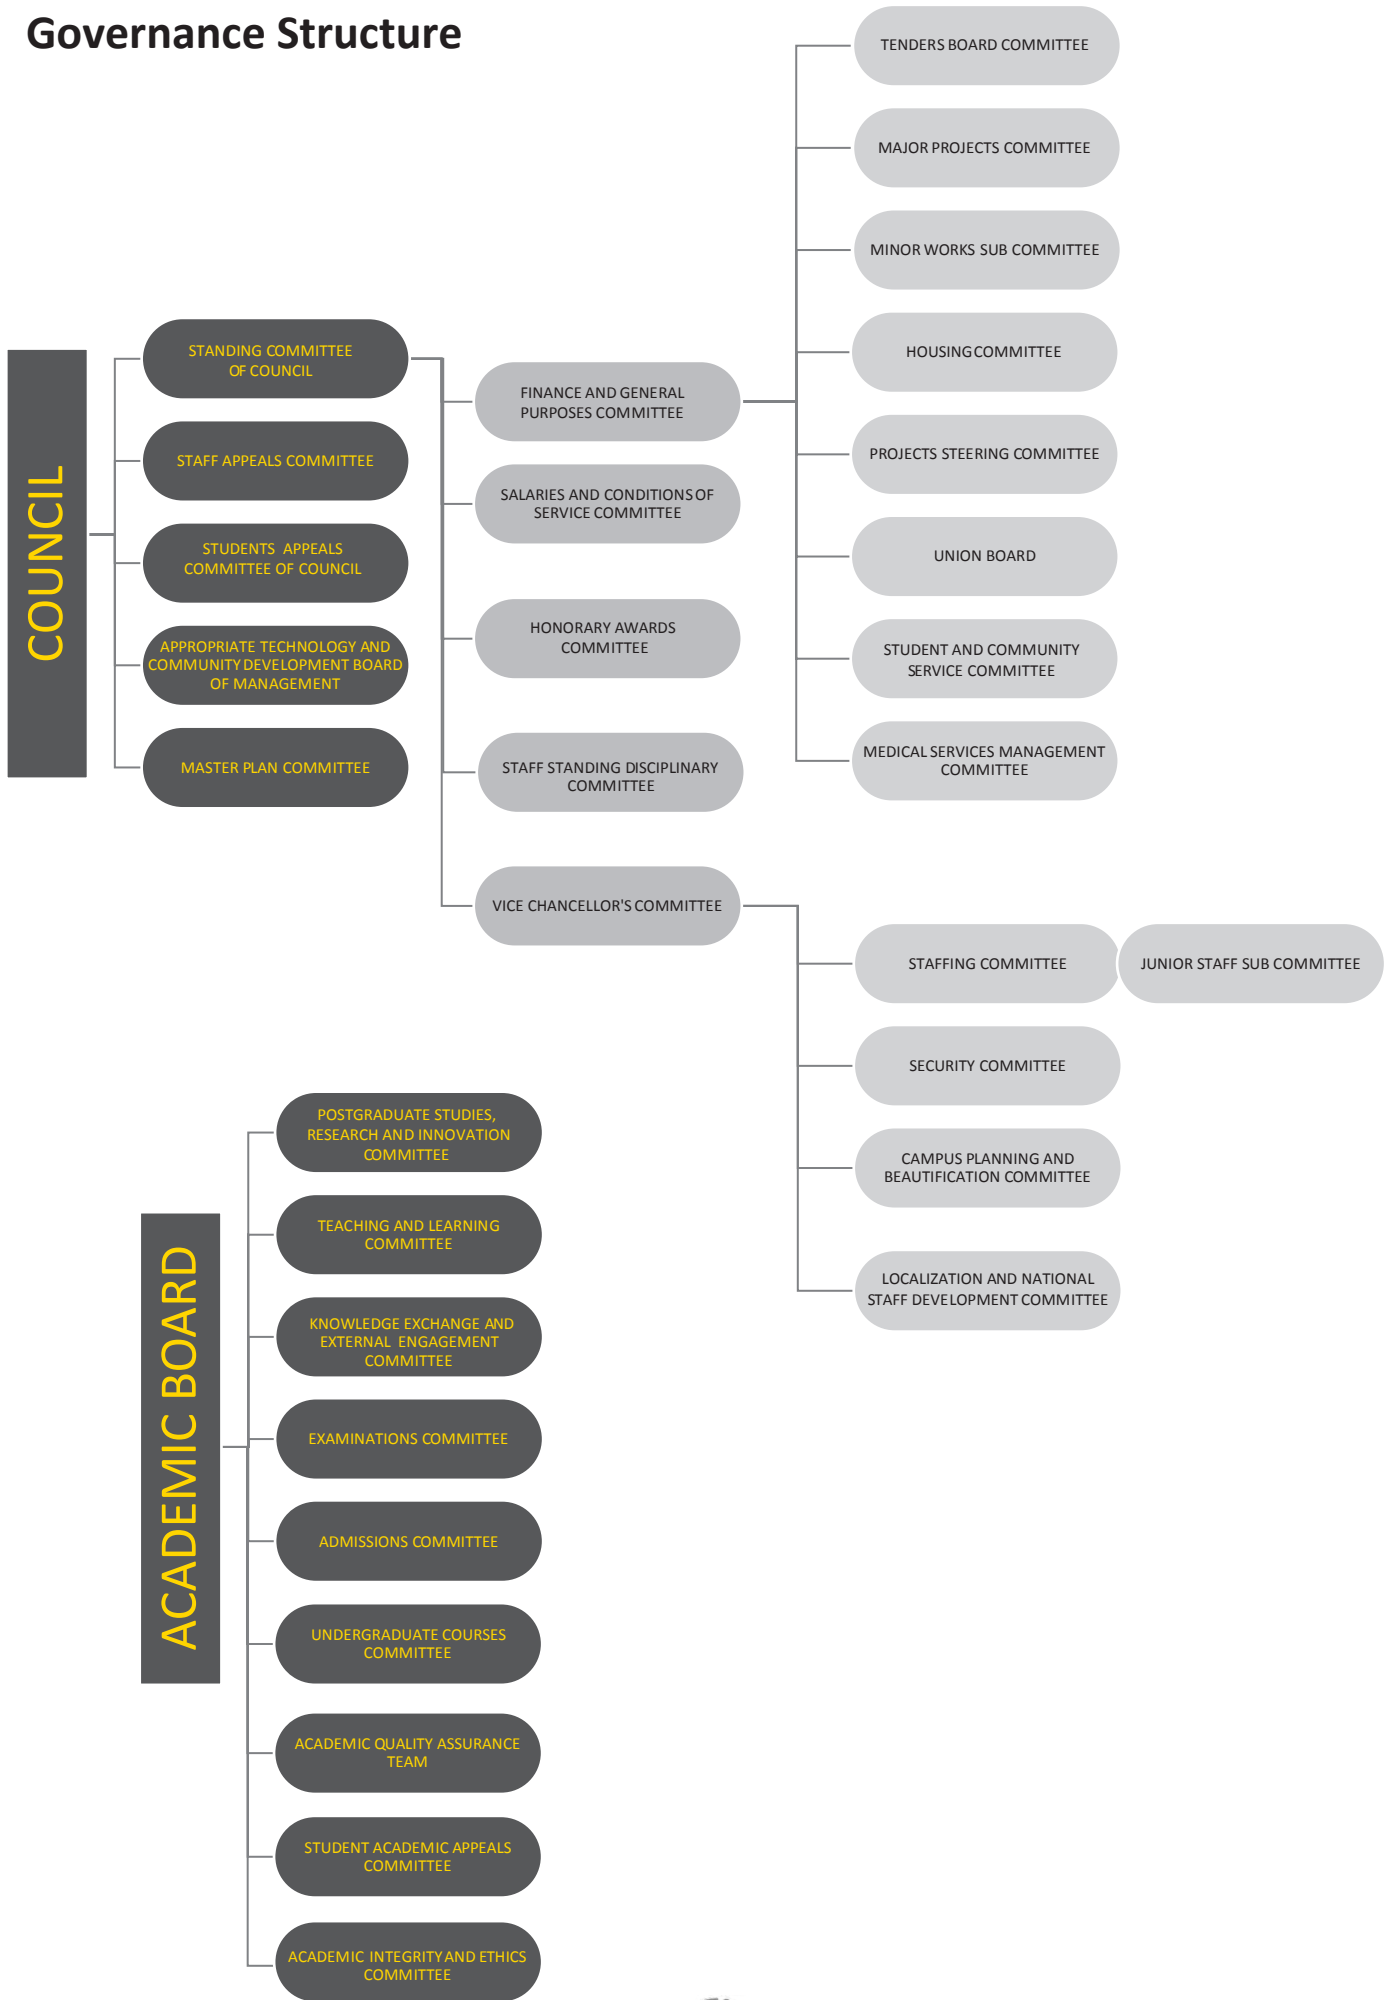 Governance Structure
COUNCIL
STANDING COMMITTEE
OF COUNCIL
STAFF APPEALS COMMITTEE
STUDENTS APPEALS
COMMITTEE OF COUNCIL
APPROPRIATE TECHNOLOGY AND
COMMUNITY DEVELOPMENT BOARD
OF MANAGEMENT
MASTER PLAN COMMITTEE
FINANCE AND GENERAL
PURPOSES COMMITTEE
SALARIES AND CONDITIONS OF
SERVICE COMMITTEE
HONORARY AWARDS
COMMITTEE
STAFF STANDING DISCIPLINARY
COMMITTEE
VICE CHANCELLOR'S COMMITTEE
TENDERS BOARD COMMITTEE
MAJOR PROJECTS COMMITTEE
MINOR WORKS SUB COMMITTEE
HOUSING COMMITTEE
PROJECTS STEERING COMMITTEE
UNION BOARD
STUDENT AND COMMUNITY
SERVICE COMMITTEE
MEDICAL SERVICES MANAGEMENT
COMMITTEE
STAFFING COMMITTEE
JUNIOR STAFF SUB COMMITTEE
SECURITY COMMITTEE
CAMPUS PLANNING AND
BEAUTIFICATION COMMITTEE
LOCALIZATION AND NATIONAL
STAFF DEVELOPMENT COMMITTEE
ACADEMIC BOARD
POSTGRADUATE STUDIES,
RESEARCH AND INNOVATION
COMMITTEE
TEACHING AND LEARNING
COMMITTEE
KNOWLEDGE EXCHANGE AND
EXTERNAL ENGAGEMENT
COMMITTEE
EXAMINATIONS COMMITTEE
ADMISSIONS COMMITTEE
UNDERGRADUATE COURSES
COMMITTEE
ACADEMIC QUALITY ASSURANCE
TEAM
STUDENT ACADEMIC APPEALS
COMMITTEE
ACADEMIC INTEGRITY AND ETHICS
COMMITTEE